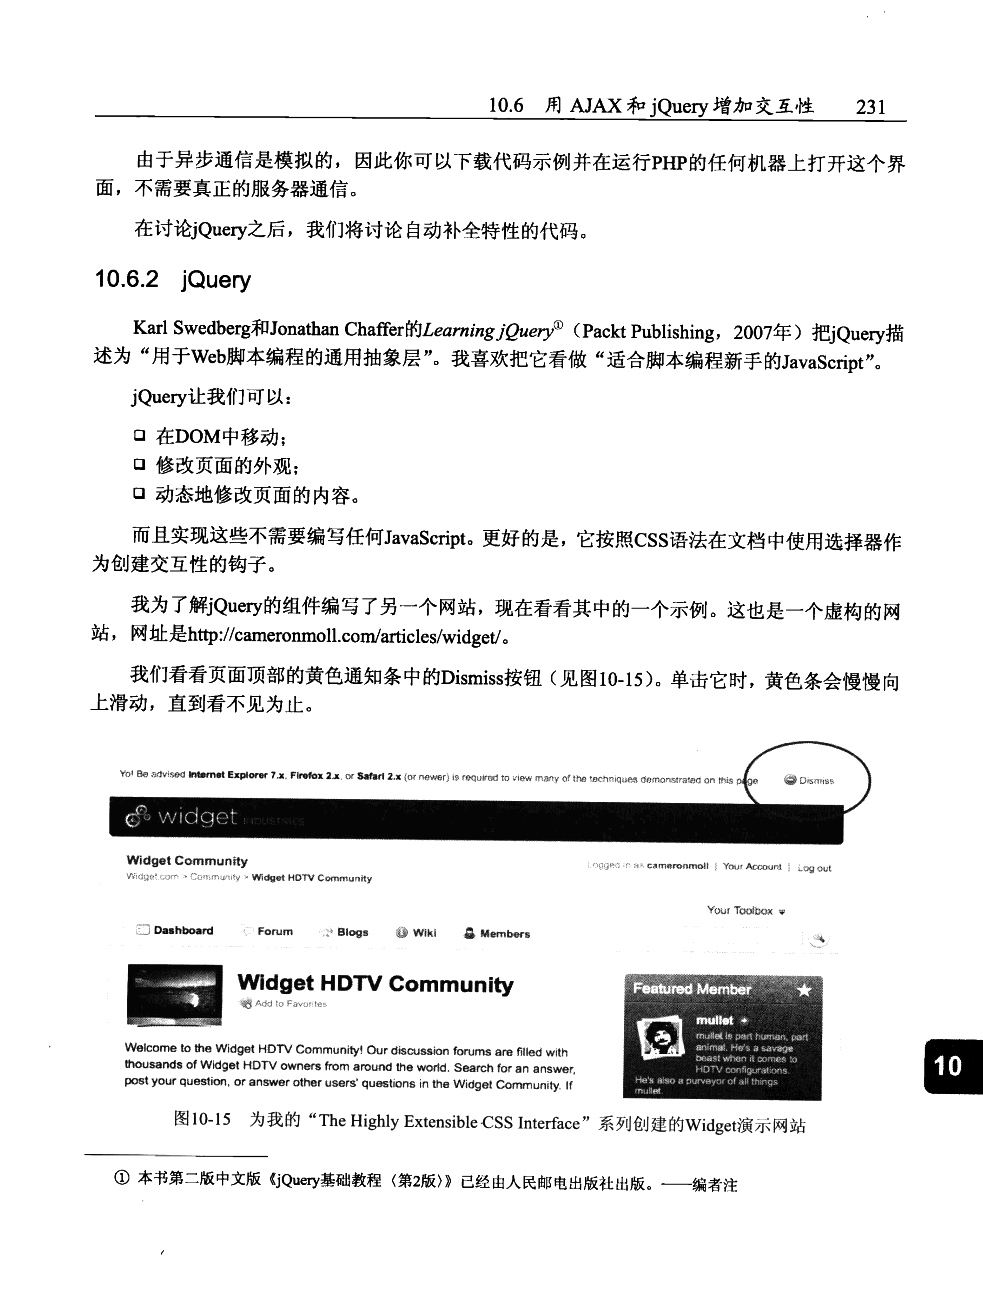 10.6 用 AJAX 和 jQuery 增加交互性 231
由于异步通信是模拟的，因此你可以下载代码示例并在运行PHP的任何机器上打开这个界
面，不需要真正的服务器通信。
在讨论jQuery之后，我们将讨论自动补全特性的代码。
10.6.2 jQuery
Karl Swedberg和Jonathan Chaffer的Learning jQuery①（Packt Publishing，2007年）把jQuery描
述为“用于Web脚本编程的通用抽象层”。我喜欢把它看做“适合脚本编程新手的JavaScript”。
jQuery让我们可以：
❑ 在DOM中移动；
❑ 修改页面的外观；
❑ 动态地修改页面的内容。
而且实现这些不需要编写任何JavaScript。更好的是，它按照CSS语法在文档中使用选择器作
为创建交互性的钩子。
我为了解jQuery的组件编写了另一个网站，现在看看其中的一个示例。这也是一个虚构的网
站，网址是http://cameronmoll.com/articles/widget/。
我们看看页面顶部的黄色通知条中的Dismiss按钮（见图10-15）。单击它时，黄色条会慢慢向
上滑动，直到看不见为止。
Yo! Be advised Internet Explorer 7.x, Firefox 2.x, or Safari 2.x (or newer) is required to view many of the techniques demonstrated on this page Dismiss
widget INDUSTRIES
Widget Community
Logged in as cameronmoll | Your Account | Log out
Widget.com > Community > Widget HDTV Community
Your Toolbox
Dashboard Forum Blogs Wiki Members
Widget HDTV Community
Add to Favorites
Featured Member
mullet
mullet is part human, part
animal. He's a savage
beast when it comes to
HDTV configurations.
He's also a purveyor of all things
mullet.
Welcome to the Widget HDTV Community! Our discussion forums are filled with
thousands of Widget HDTV owners from around the world. Search for an answer,
post your question, or answer other users' questions in the Widget Community. If
10
图10-15 为我的“The Highly Extensible CSS Interface”系列创建的Widget演示网站
① 本书第二版中文版《jQuery基础教程（第2版）》已经由人民邮电出版社出版。——编者注